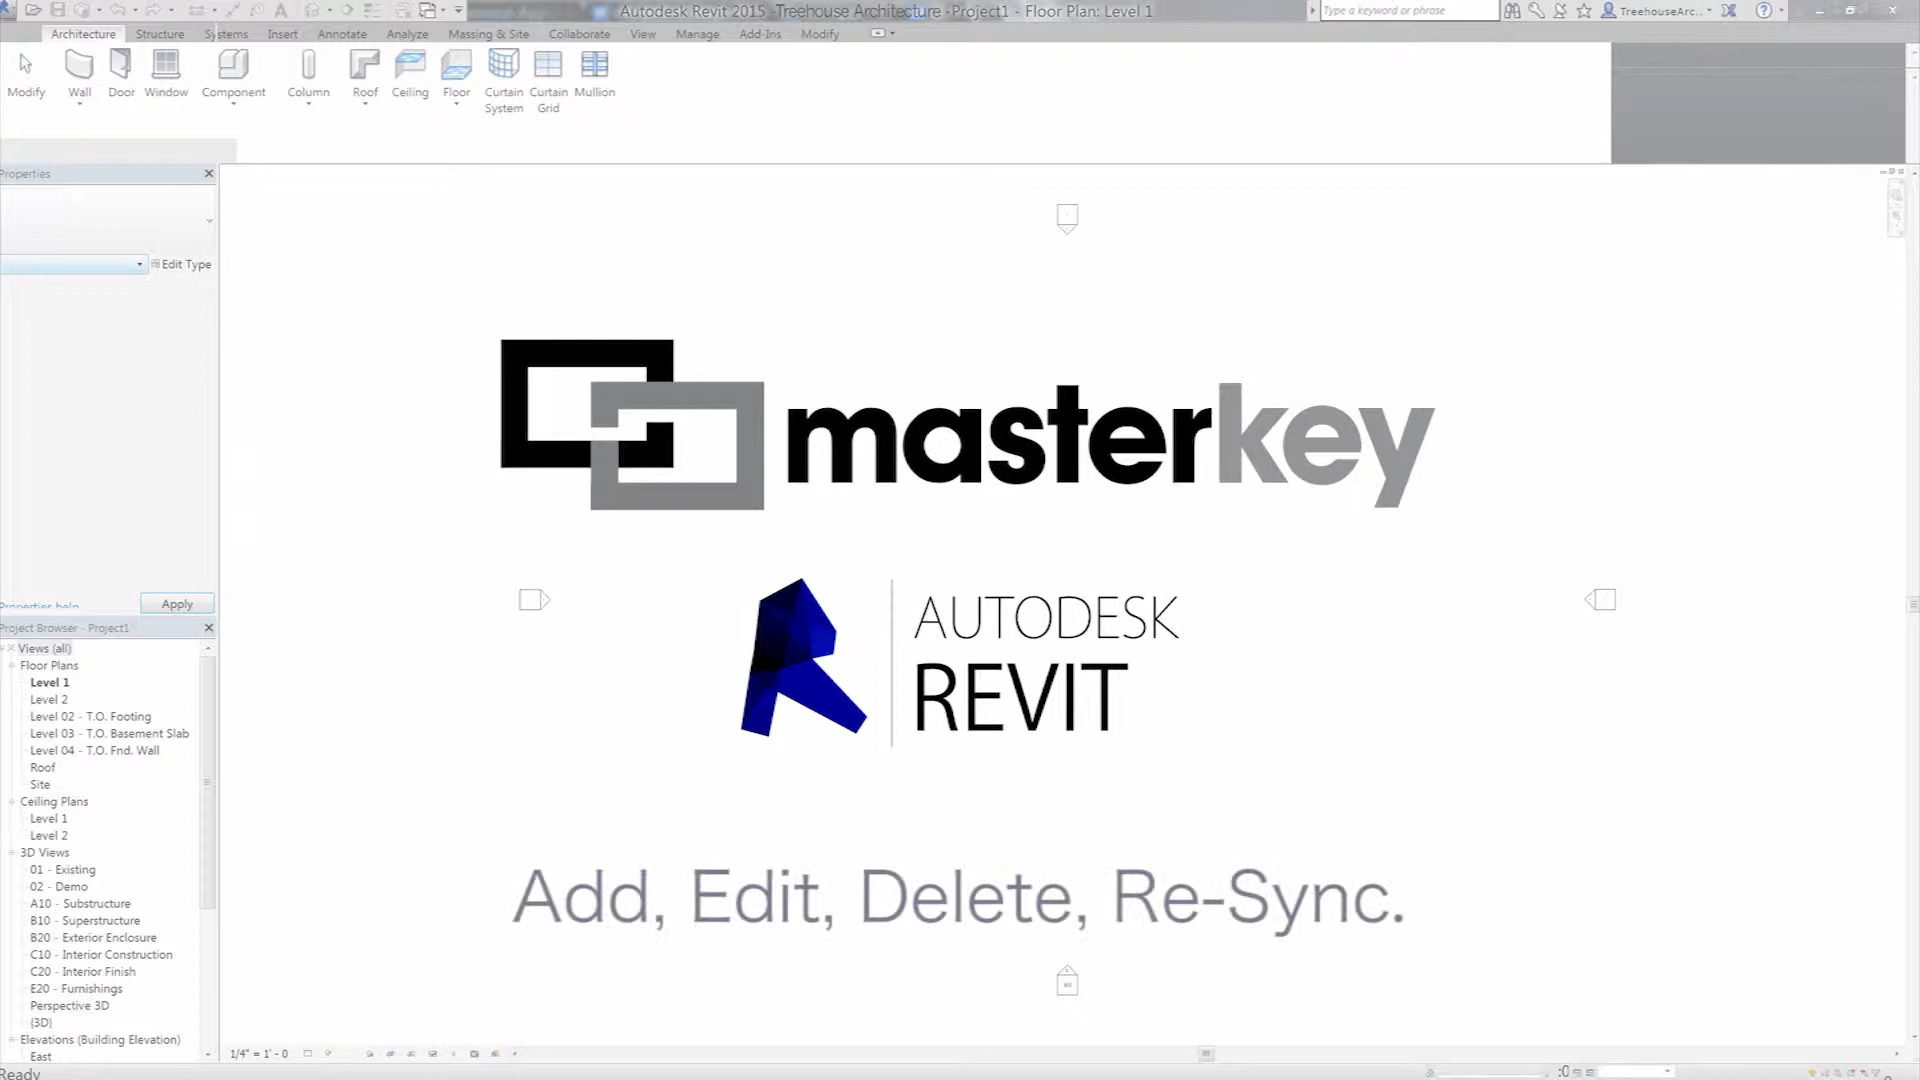 Autodesk Revit 2015 -Treehouse Architecture -Project1 - Floor Plan: Level 1
Type a keyword or phrase
TreehouseArc...
Architecture Structure Systems Insert Annotate Analyze Massing & Site Collaborate View Manage Add-Ins Modify
Modify Wall Door Window Component Column Roof Ceiling Floor Curtain System Curtain Grid Mullion
Properties
Edit Type
masterkey
AUTODESK
REVIT
Add, Edit, Delete, Re-Sync.
Properties help
Apply
Project Browser - Project1
Views (all)
Floor Plans
Level 1
Level 2
Level 02 - T.O. Footing
Level 03 - T.O. Basement Slab
Level 04 - T.O. Fnd. Wall
Roof
Site
Ceiling Plans
Level 1
Level 2
3D Views
01 - Existing
02 - Demo
A10 - Substructure
B10 - Superstructure
B20 - Exterior Enclosure
C10 - Interior Construction
C20 - Interior Finish
E20 - Furnishings
Perspective 3D
{3D}
Elevations (Building Elevation)
East
1/4" = 1'-0
Ready
:0